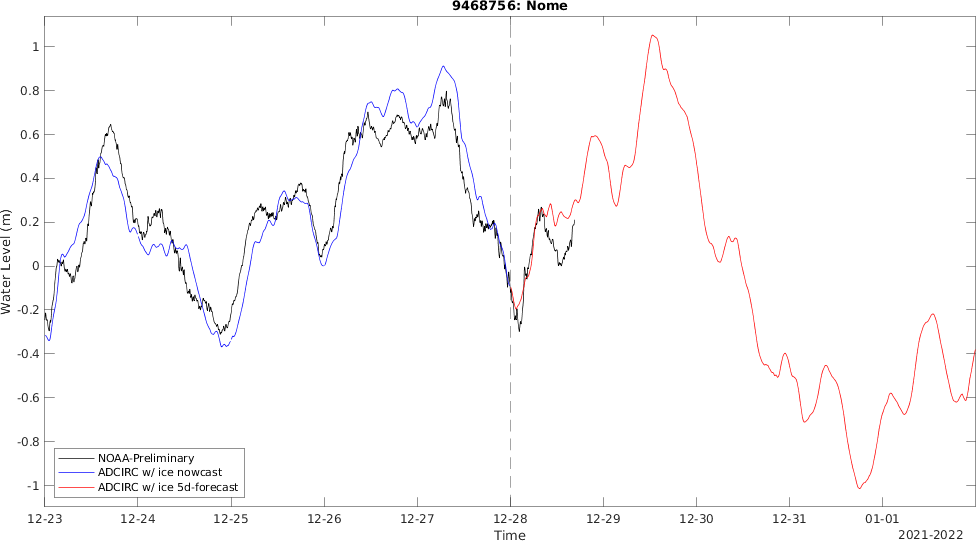 9468756: Nome
Water Level (m)
1
0.8
0.6
0.4
0.2
0
-0.2
-0.4
-0.6
-0.8
-1
NOAA-Preliminary
ADCIRC w/ ice nowcast
ADCIRC w/ ice 5d-forecast
12-23 12-24 12-25 12-26 12-27 12-28 12-29 12-30 12-31 01-01
Time
2021-2022